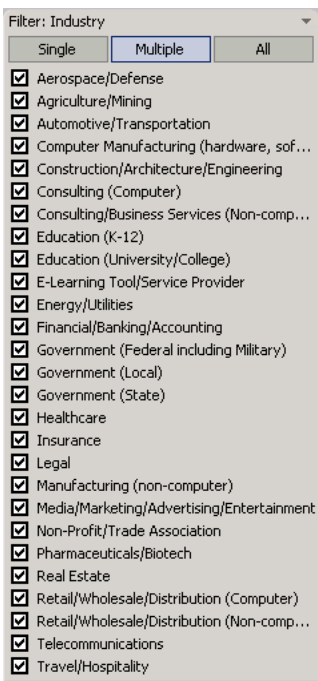 Filter: Industry
Single Multiple All
Aerospace/Defense
Agriculture/Mining
Automotive/Transportation
Computer Manufacturing (hardware, sof...
Construction/Architecture/Engineering
Consulting (Computer)
Consulting/Business Services (Non-comp...
Education (K-12)
Education (University/College)
E-Learning Tool/Service Provider
Energy/Utilities
Financial/Banking/Accounting
Government (Federal including Military)
Government (Local)
Government (State)
Healthcare
Insurance
Legal
Manufacturing (non-computer)
Media/Marketing/Advertising/Entertainment
Non-Profit/Trade Association
Pharmaceuticals/Biotech
Real Estate
Retail/Wholesale/Distribution (Computer)
Retail/Wholesale/Distribution (Non-comp...
Telecommunications
Travel/Hospitality